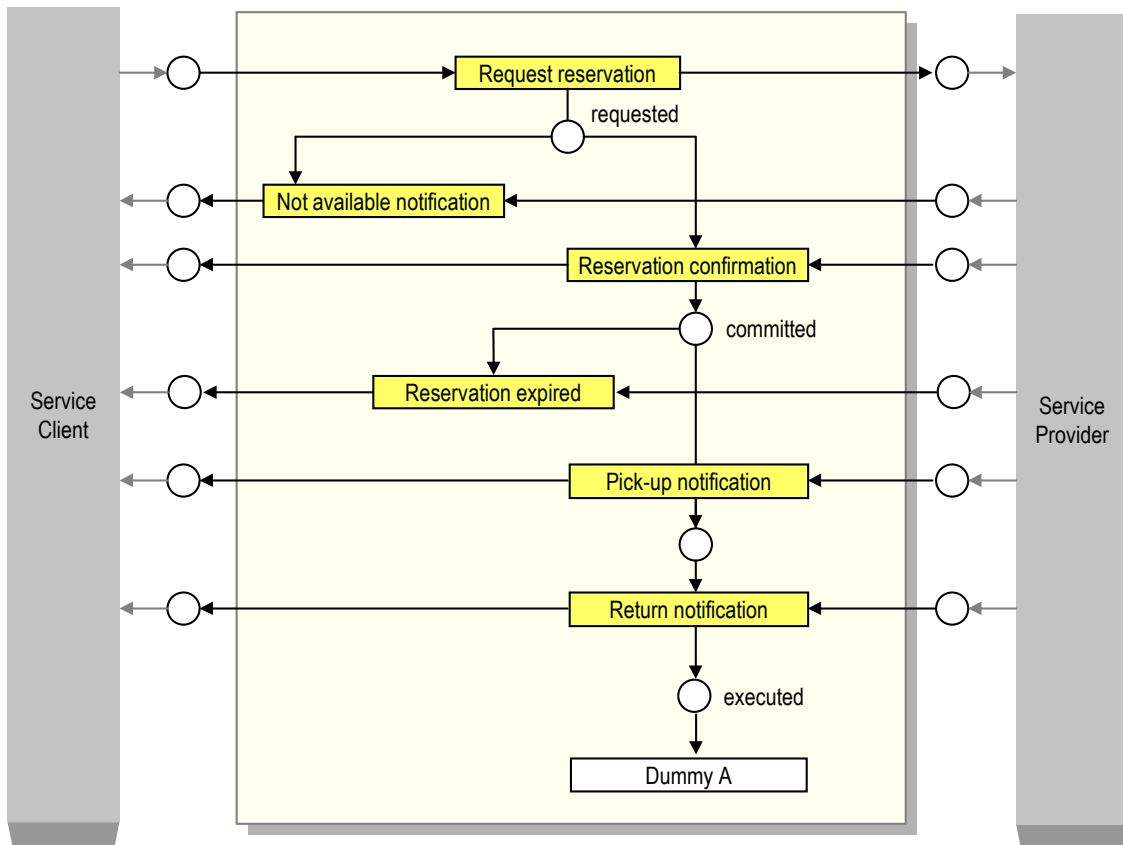 Request reservation
requested
Not available notification
Reservation confirmation
committed
Reservation expired
Service
Client
Service
Provider
Pick-up notification
Return notification
executed
Dummy A